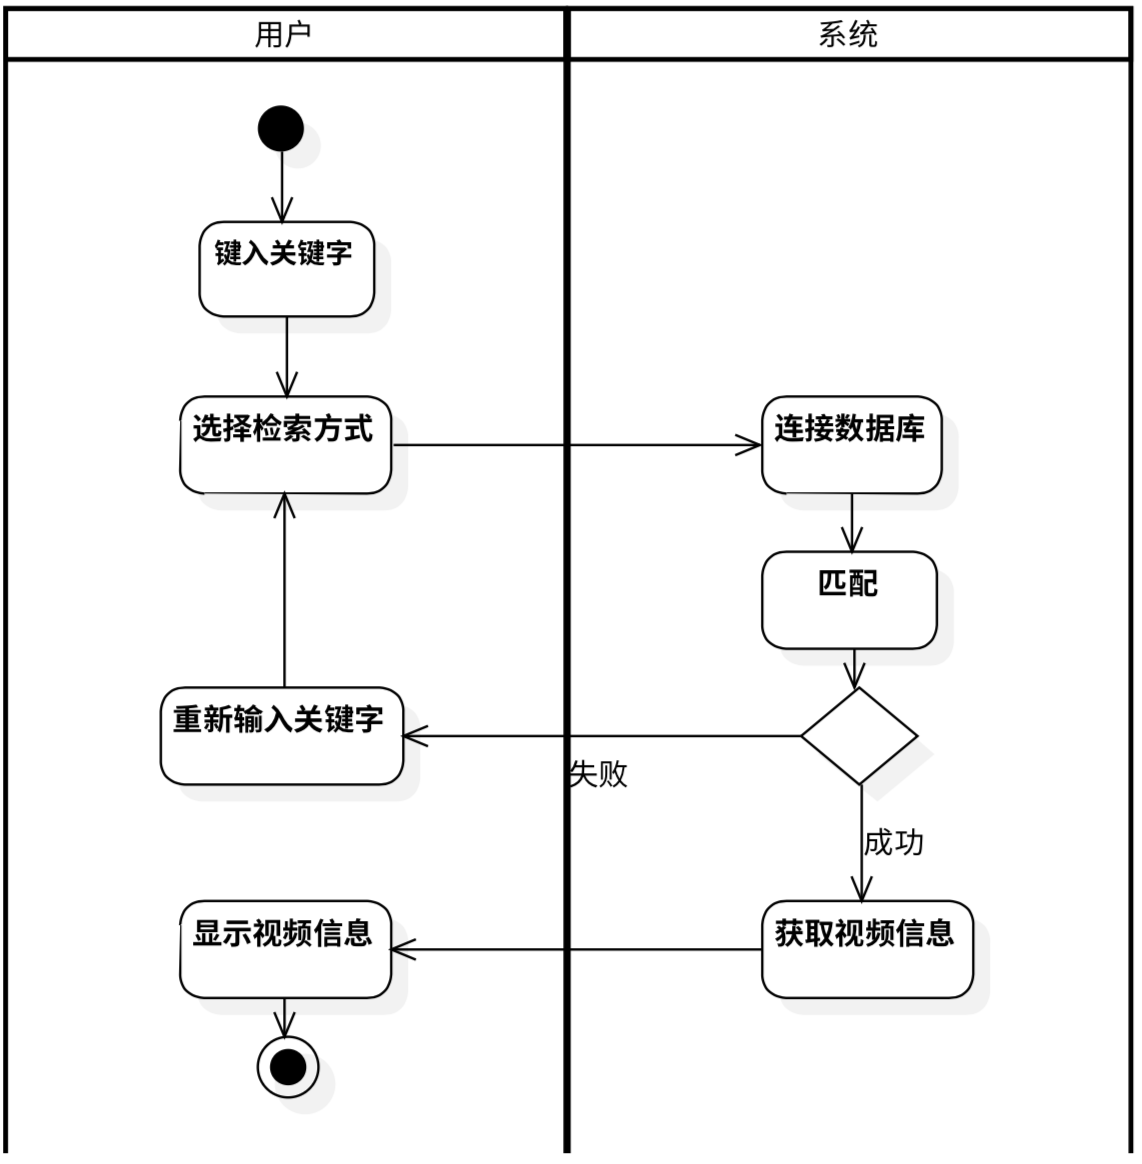 用户
系统
键入关键字
选择检索方式
连接数据库
匹配
重新输入关键字
失败
成功
显示视频信息
获取视频信息